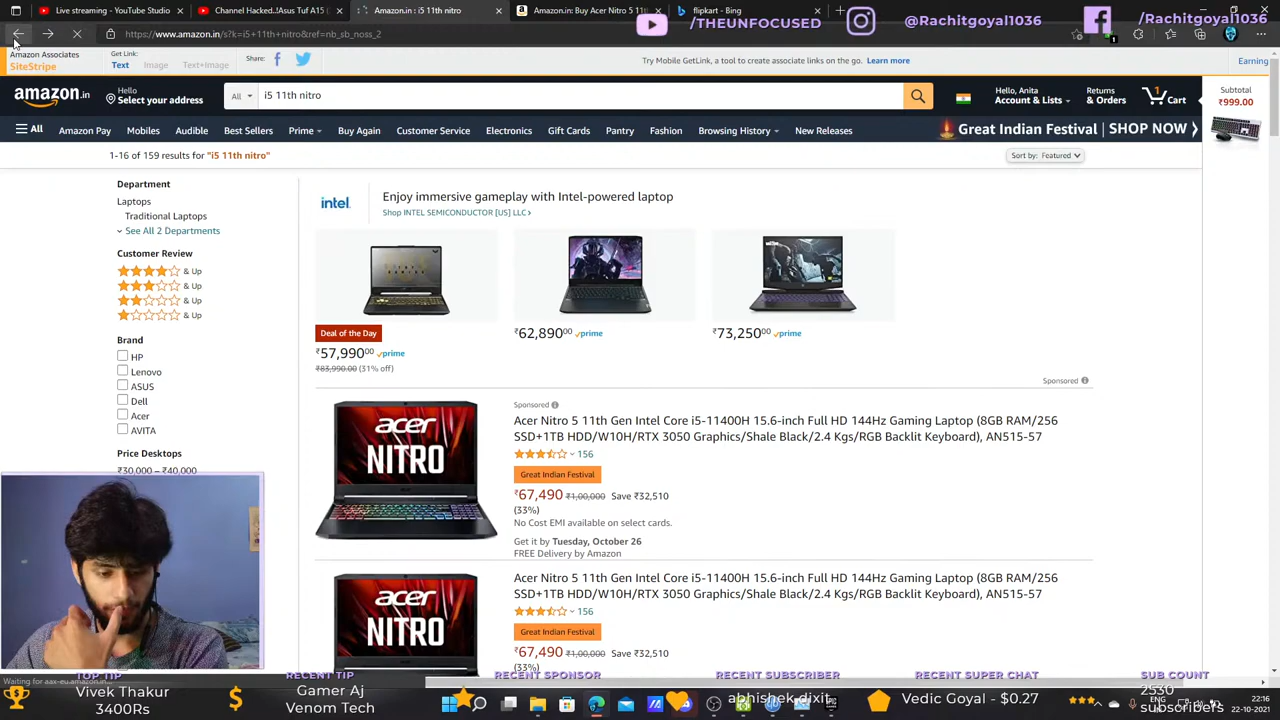 (1) Live streaming - YouTube Studio
Channel Hacked..!Asus Tuf A15 (
Amazon.in : i5 11th nitro
Amazon.in: buy Acer Nitro 5 11
flipkart - Bing
/THEUNFOCUSED
@Rachitgoyal1036
/Rachitgoyal1036
https://www.amazon.in/s?k=i5+11th+nitro&ref=nb_sb_noss_2
Amazon Associates
SiteStripe
Get Link:
Text
Image
Text+Image
Share:
Try Mobile GetLink, a tool to create associate links on the go. Learn more
Earning
amazon.in
Hello
Select your address
All
i5 11th nitro
Hello, Anita
Account & Lists
Returns
& Orders
1
Cart
Subtotal
₹999.00
All
Amazon Pay
Mobiles
Audible
Best Sellers
Prime
Buy Again
Customer Service
Electronics
Gift Cards
Pantry
Fashion
Browsing History
New Releases
Great Indian Festival | SHOP NOW
1-16 of 159 results for "i5 11th nitro"
Sort by: Featured
Department
Laptops
Traditional Laptops
See All 2 Departments
Customer Review
& Up
& Up
& Up
& Up
Brand
HP
Lenovo
ASUS
Dell
Acer
AVITA
Price Desktops
₹30,000 – ₹40,000
intel.
Enjoy immersive gameplay with Intel-powered laptop
Shop INTEL SEMICONDUCTOR [US] LLC ›
Deal of the Day
₹57,990⁰⁰ prime
₹83,990.00 (31% off)
₹62,890⁰⁰ prime
₹73,250⁰⁰ prime
Sponsored
acer
NITRO
Sponsored
Acer Nitro 5 11th Gen Intel Core i5-11400H 15.6-inch Full HD 144Hz Gaming Laptop (8GB RAM/256
SSD+1TB HDD/W10H/RTX 3050 Graphics/Shale Black/2.4 Kgs/RGB Backlit Keyboard), AN515-57
156
Great Indian Festival
₹67,490 ₹1,00,000 Save ₹32,510
(33%)
No Cost EMI available on select cards.
Get it by Tuesday, October 26
FREE Delivery by Amazon
acer
NITRO
Acer Nitro 5 11th Gen Intel Core i5-11400H 15.6-inch Full HD 144Hz Gaming Laptop (8GB RAM/256
SSD+1TB HDD/W10H/RTX 3050 Graphics/Shale Black/2.4 Kgs/RGB Backlit Keyboard), AN515-57
156
Great Indian Festival
₹67,490 ₹1,00,000 Save ₹32,510
(33%)
Waiting for aax-eu.amazon.in...
TOP TIP
Vivek Thakur
3400Rs
RECENT TIP
Gamer Aj
Venom Tech
RECENT SPONSOR
RECENT SUBSCRIBER
abhishek dixit
RECENT SUPER CHAT
Vedic Goyal - $0.27
SUB COUNT
2530
subscribers
ENG
22:16
22-10-2021